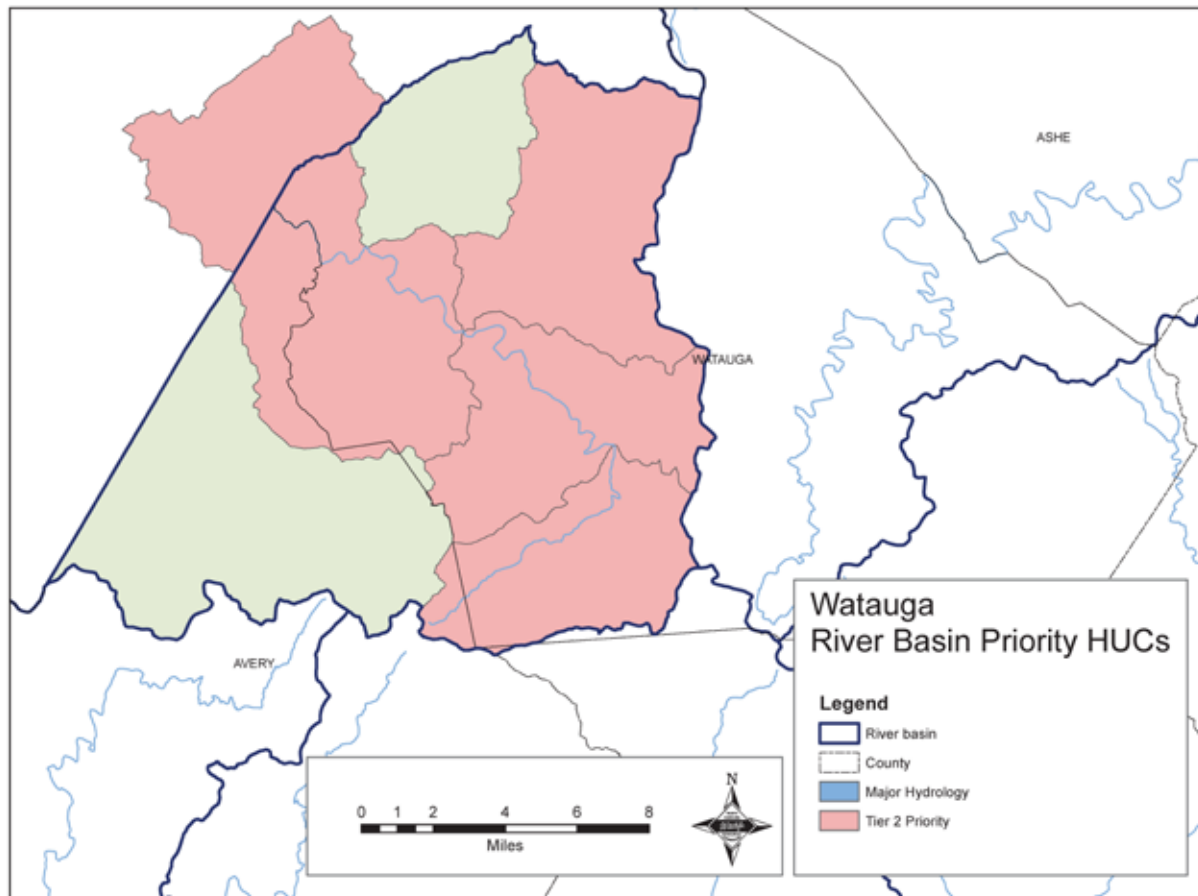 ASHE
WATAUGA
AVERY
Watauga
River Basin Priority HUCs
Legend
River basin
County
Major Hydrology
Tier 2 Priority
N
0 1 2 4 6 8
Miles